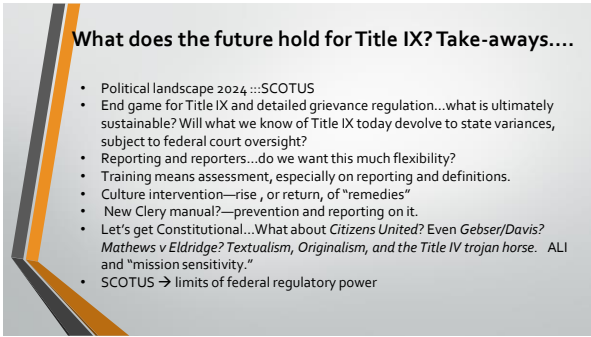 What does the future hold for Title IX? Take-aways….
• Political landscape 2024 :::SCOTUS
• End game for Title IX and detailed grievance regulation…what is ultimately
sustainable? Will what we know of Title IX today devolve to state variances,
subject to federal court oversight?
• Reporting and reporters…do we want this much flexibility?
• Training means assessment, especially on reporting and definitions.
• Culture intervention—rise , or return, of “remedies”
• New Clery manual?—prevention and reporting on it.
• Let’s get Constitutional…What about Citizens United? Even Gebser/Davis?
Mathews v Eldridge? Textualism, Originalism, and the Title IV trojan horse. ALI
and “mission sensitivity.”
• SCOTUS → limits of federal regulatory power